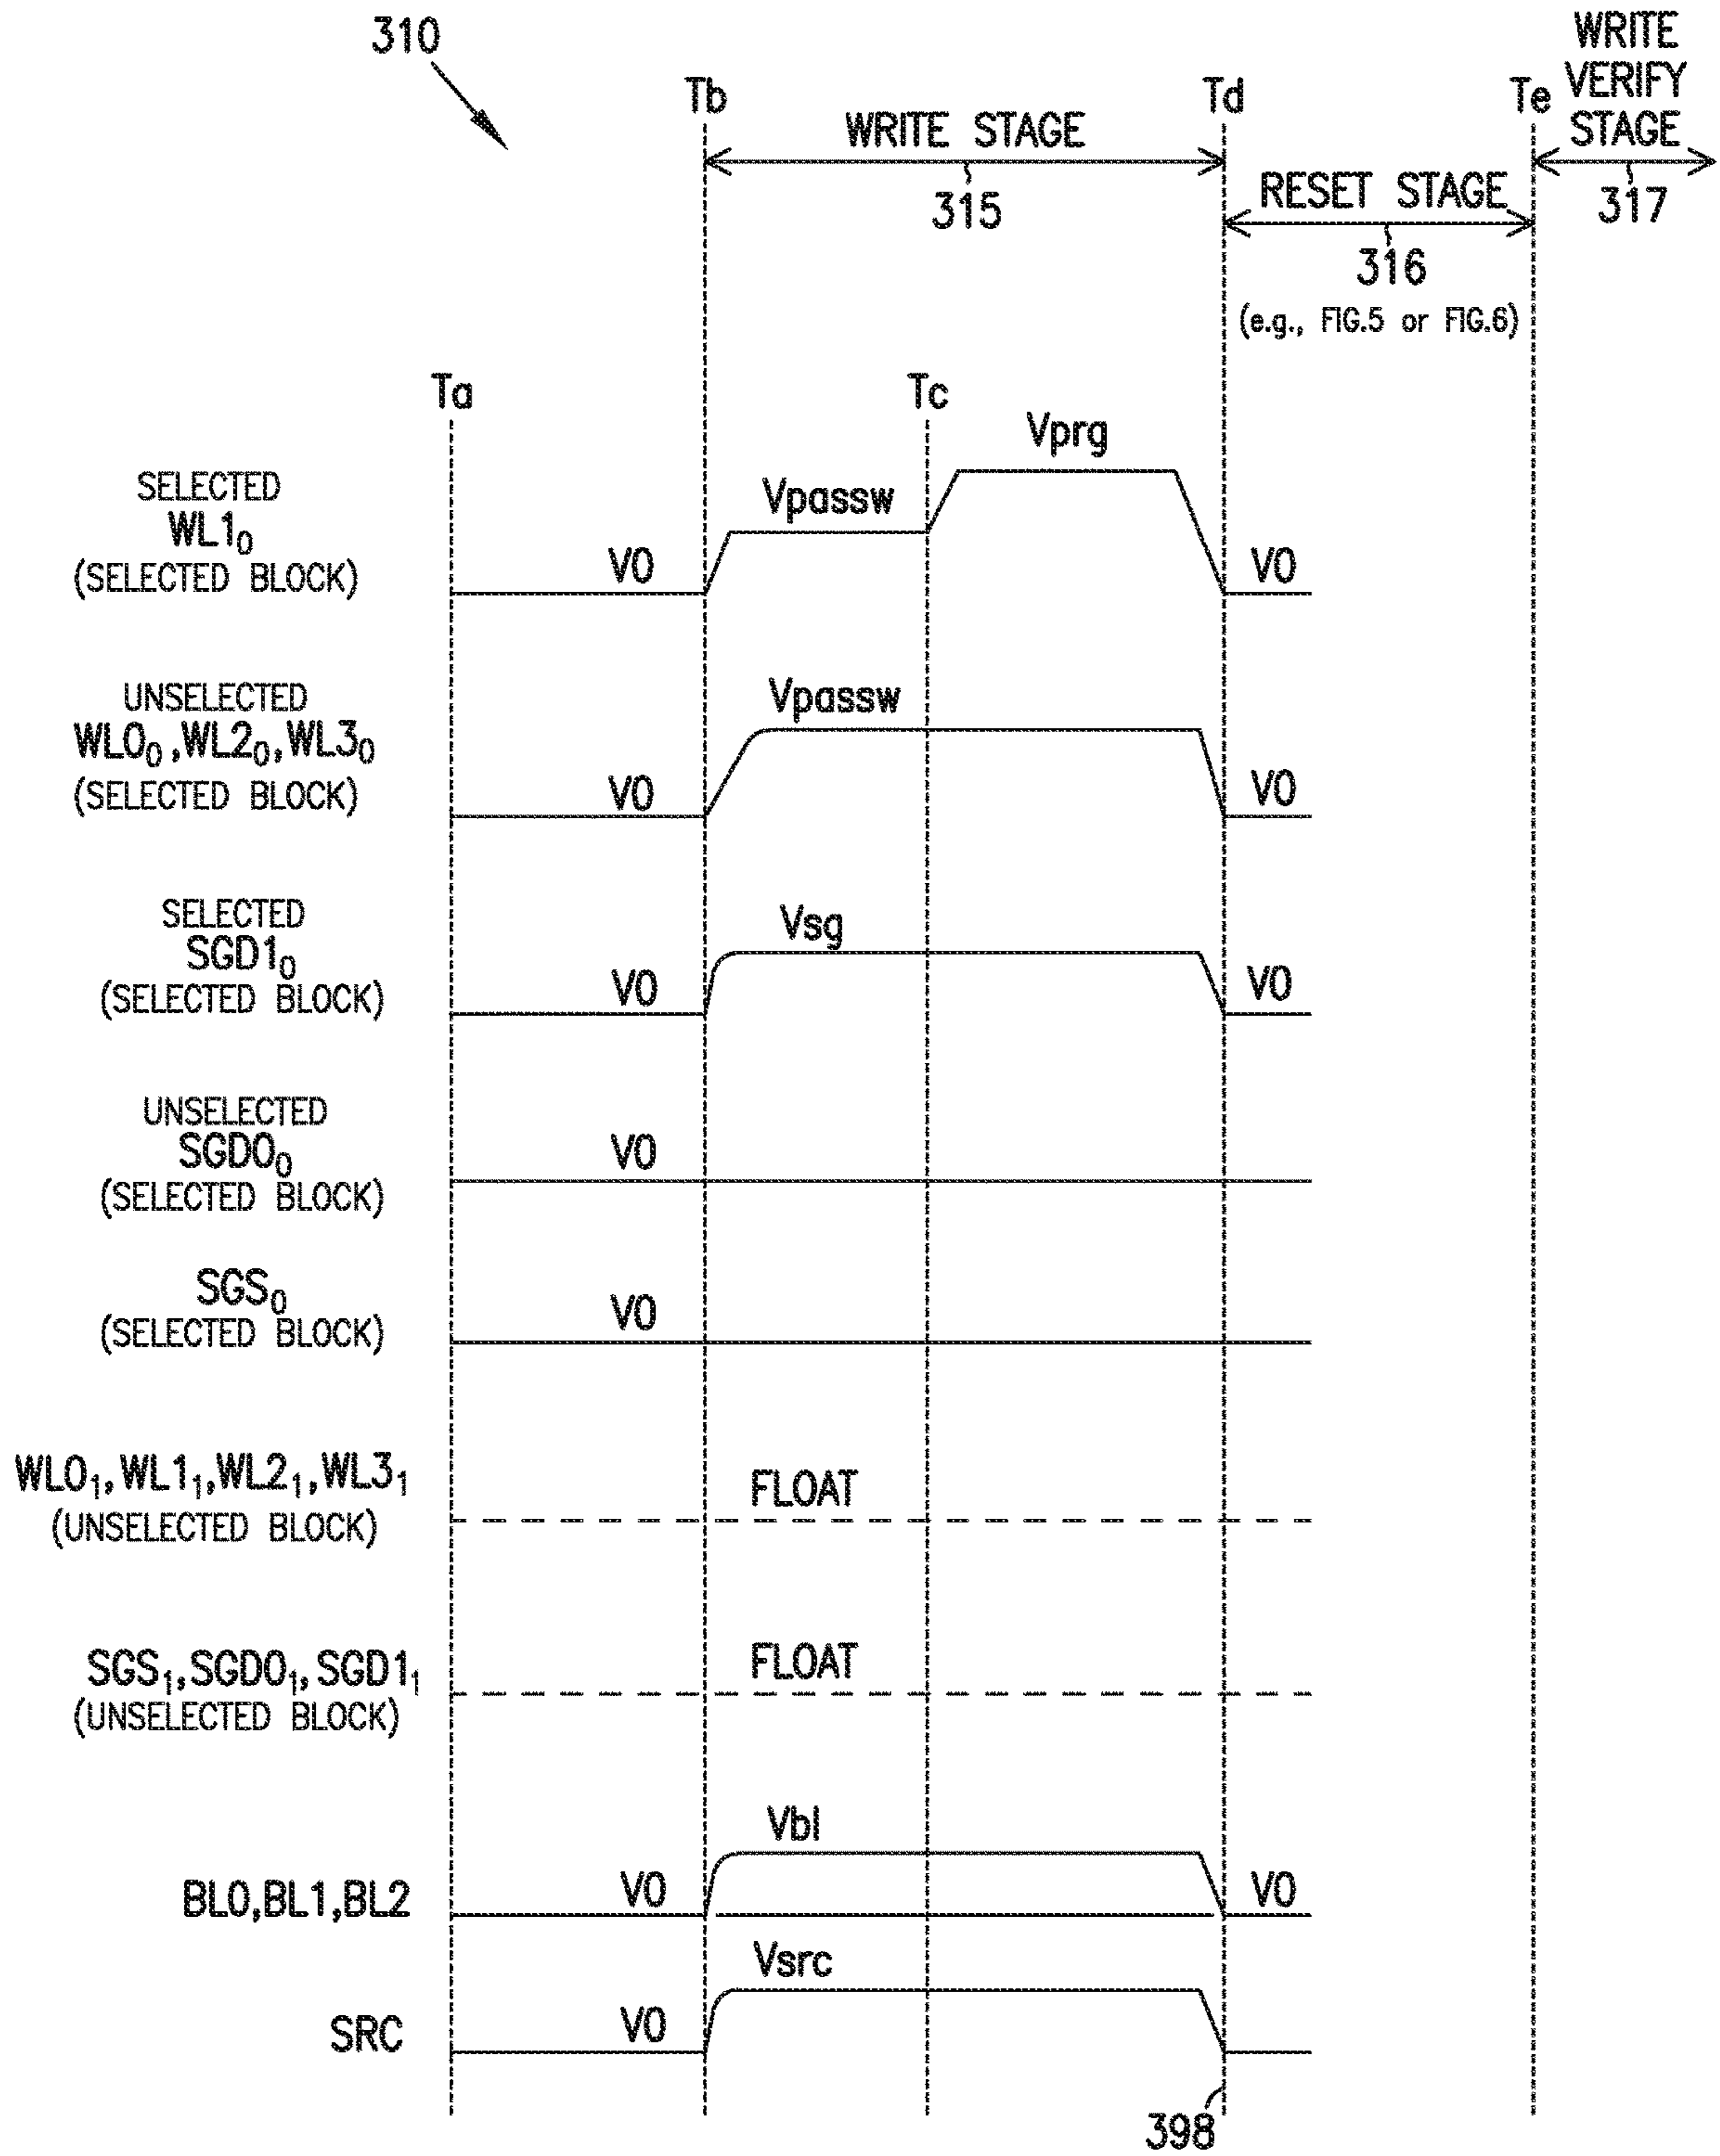 310
WRITE
VERIFY
STAGE
Tb
Td
Te
WRITE STAGE
315
317
RESET STAGE
316
(e.g., FIG.5 or FIG.6)
Ta
Tc
SELECTED
WL1₀
(SELECTED BLOCK)
V0 Vpassw Vprg V0
UNSELECTED
WL0₀,WL2₀,WL3₀
(SELECTED BLOCK)
V0 Vpassw V0
SELECTED
SGD1₀
(SELECTED BLOCK)
V0 Vsg V0
UNSELECTED
SGD0₀
(SELECTED BLOCK)
V0
SGS₀
(SELECTED BLOCK)
V0
WL0₁,WL1₁,WL2₁,WL3₁
(UNSELECTED BLOCK)
FLOAT
SGS₁,SGD0₁,SGD1₁
(UNSELECTED BLOCK)
FLOAT
BL0,BL1,BL2
V0 Vbl V0
SRC
V0 Vsrc
398